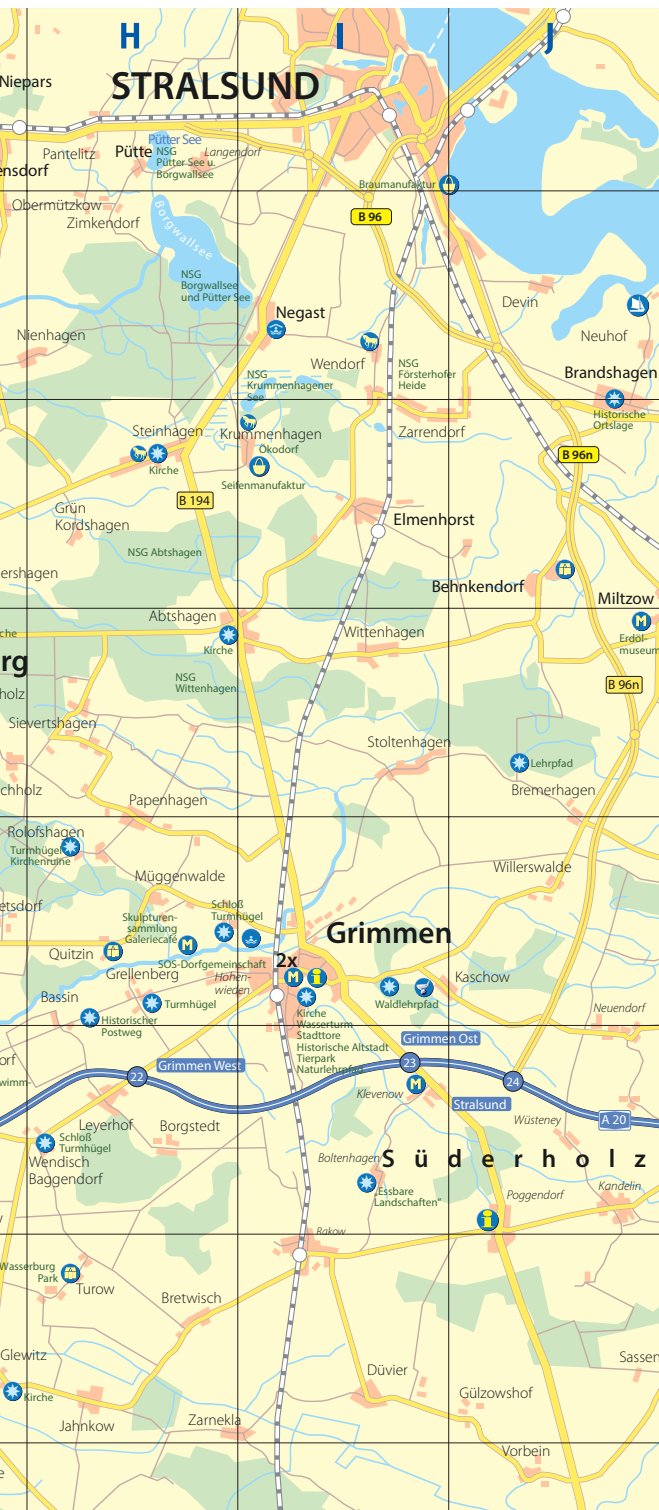 H
I
J
STRALSUND
Niepars
Pütter See
Pantelitz
Pütte
NSG
Pütter See u.
Borgwallsee
Langendorf
ensdorf
Braumanufaktur
Obermützkow
Zimkendorf
Borgwallsee
B 96
NSG
Borgwallsee
und Pütter See
Devin
Negast
Nienhagen
Neuhof
Wendorf
NSG
Försterhofer
Heide
NSG
Krummenhagener
See
Brandshagen
Historische
Ortslage
Steinhagen
Krummenhagen
Zarrendorf
Ökodorf
Kirche
Seifenmanufaktur
B 96n
B 194
Grün
Kordshagen
Elmenhorst
NSG Abtshagen
ershagen
Behnkendorf
Miltzow
Abtshagen
Wittenhagen
Erdöl-
museum
che
Kirche
rg
NSG
Wittenhagen
B 96n
holz
Sievertshagen
Stoltenhagen
Lehrpfad
chholz
Bremerhagen
Papenhagen
Rolofshagen
Turmhügel
Kirchenruine
Willerswalde
Müggenwalde
etsdorf
Schloß
Turmhügel
Skulpturen-
sammlung
Galeriecafé
Grimmen
Quitzin
SOS-Dorfgemeinschaft
2x
Grellenberg
Hohen-
wieden
Kaschow
Bassin
Turmhügel
Waldlehrpfad
Neuendorf
Historischer
Postweg
Kirche
Wasserturm
Stadttore
Historische Altstadt
Tierpark
Naturlehrpfad
Grimmen Ost
orf
Grimmen West
23
22
24
wimm-
Klevenow
Stralsund
A 20
Leyerhof
Borgstedt
Wüsteney
Schloß
Turmhügel
Wendisch
Baggendorf
Boltenhagen
Süderholz
„Essbare
Landschaften“
Poggendorf
Kandelin
Rakow
Wasserburg
Park
Turow
Bretwisch
Glewitz
Düvier
Sassen
Kirche
Gülzowshof
Jahnkow
Zarnekla
Vorbein